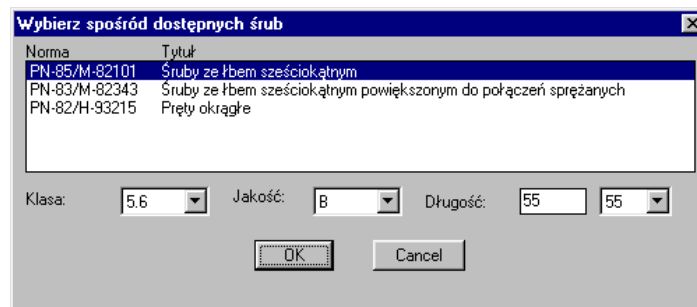 Wybierz spośród dostępnych śrub
Norma Tytuł
PN-85/M-82101 Śruby ze łbem sześciokątnym
PN-83/M-82343 Śruby ze łbem sześciokątnym powiększonym do połączeń sprężanych
PN-82/H-93215 Pręty okrągłe
Klasa: 5.6 Jakość: B Długość: 55 55
OK Cancel